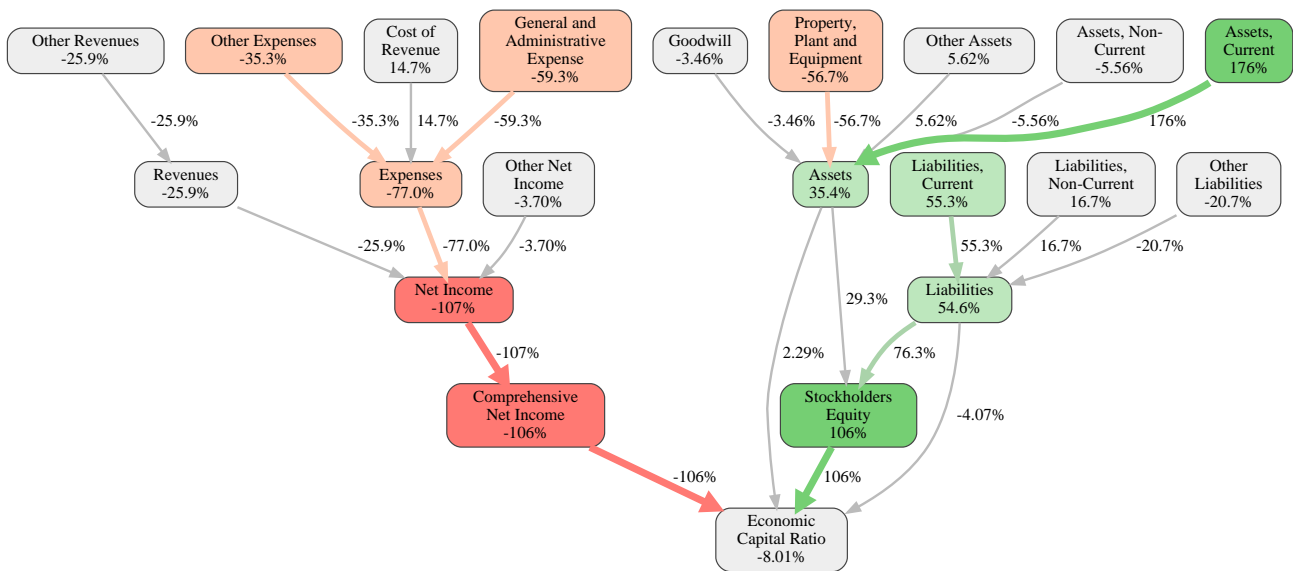 Other Revenues
-25.9%
Other Expenses
-35.3%
Cost of
Revenue
14.7%
General and
Administrative
Expense
-59.3%
Goodwill
-3.46%
Property,
Plant and
Equipment
-56.7%
Other Assets
5.62%
Assets, Non-
Current
-5.56%
Assets,
Current
176%
-25.9%
-35.3%
14.7%
-59.3%
-3.46%
-56.7%
5.62%
-5.56%
176%
Revenues
-25.9%
Expenses
-77.0%
Other Net
Income
-3.70%
Assets
35.4%
Liabilities,
Current
55.3%
Liabilities,
Non-Current
16.7%
Other
Liabilities
-20.7%
-25.9%
-77.0%
-3.70%
55.3%
16.7%
-20.7%
Net Income
-107%
29.3%
Liabilities
54.6%
-107%
2.29%
76.3%
Comprehensive
Net Income
-106%
Stockholders
Equity
106%
-4.07%
-106%
106%
Economic
Capital Ratio
-8.01%